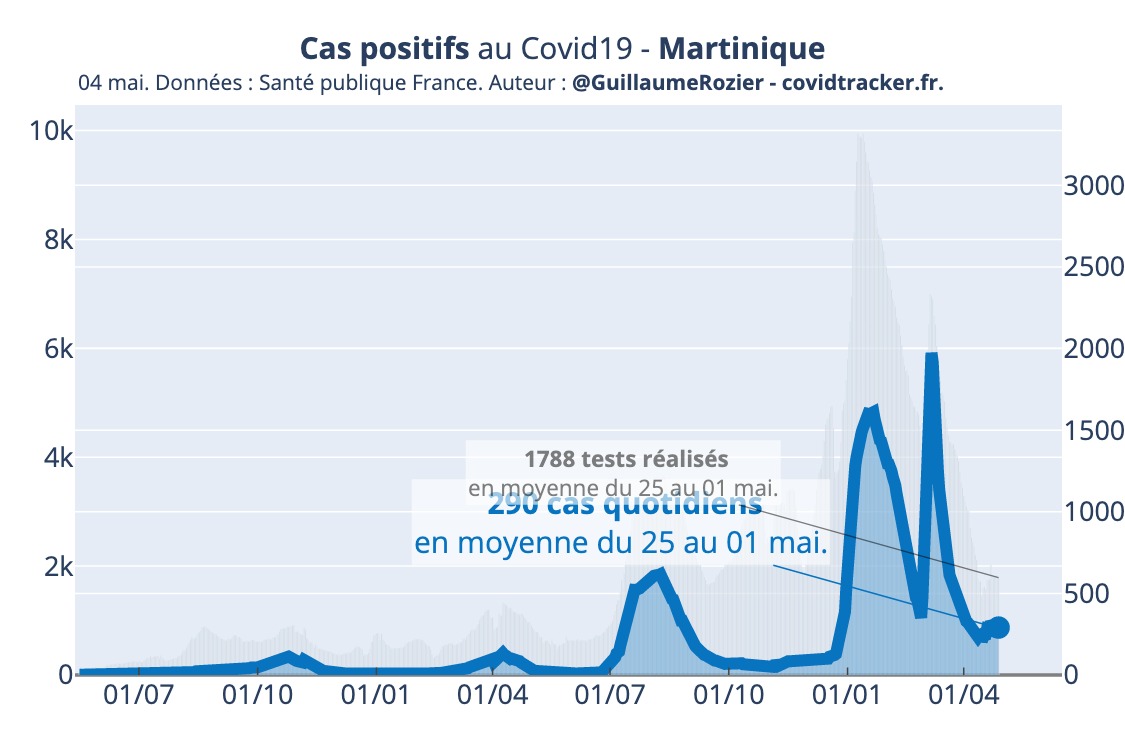 Cas positifs au Covid19 - Martinique
04 mai. Données : Santé publique France. Auteur : @GuillaumeRozier - covidtracker.fr.
10k
8k
6k
4k
2k
0
3000
2500
2000
1500
1000
500
0
1788 tests réalisés
en moyenne du 25 au 01 mai.
290 cas quotidiens
en moyenne du 25 au 01 mai.
01/07 01/10 01/01 01/04 01/07 01/10 01/01 01/04